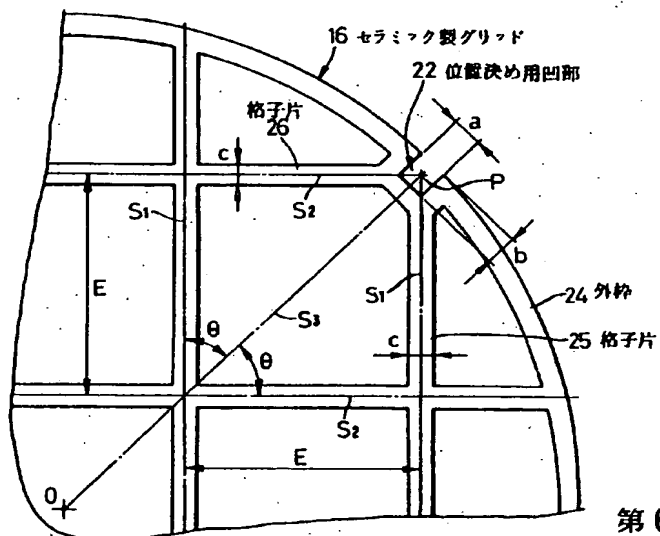 16 セラミック製グリッド
22 位置決め用凹部
格子片
26
a
c
S2
P
S1
b
E
S1
24 外枠
S3
c
25 格子片
θ
θ
S2
E
O
第6